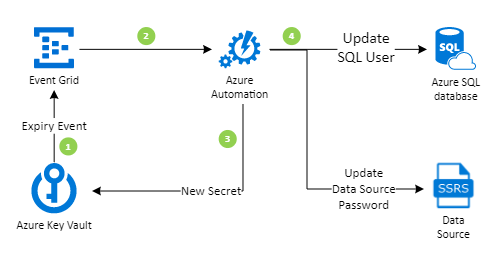 2
4
Update
SQL User
SQL
Event Grid
Azure
Automation
Azure SQL
database
Expiry Event
1
3
Update
Data Source
Password
New Secret
SSRS
Azure Key Vault
Data
Source